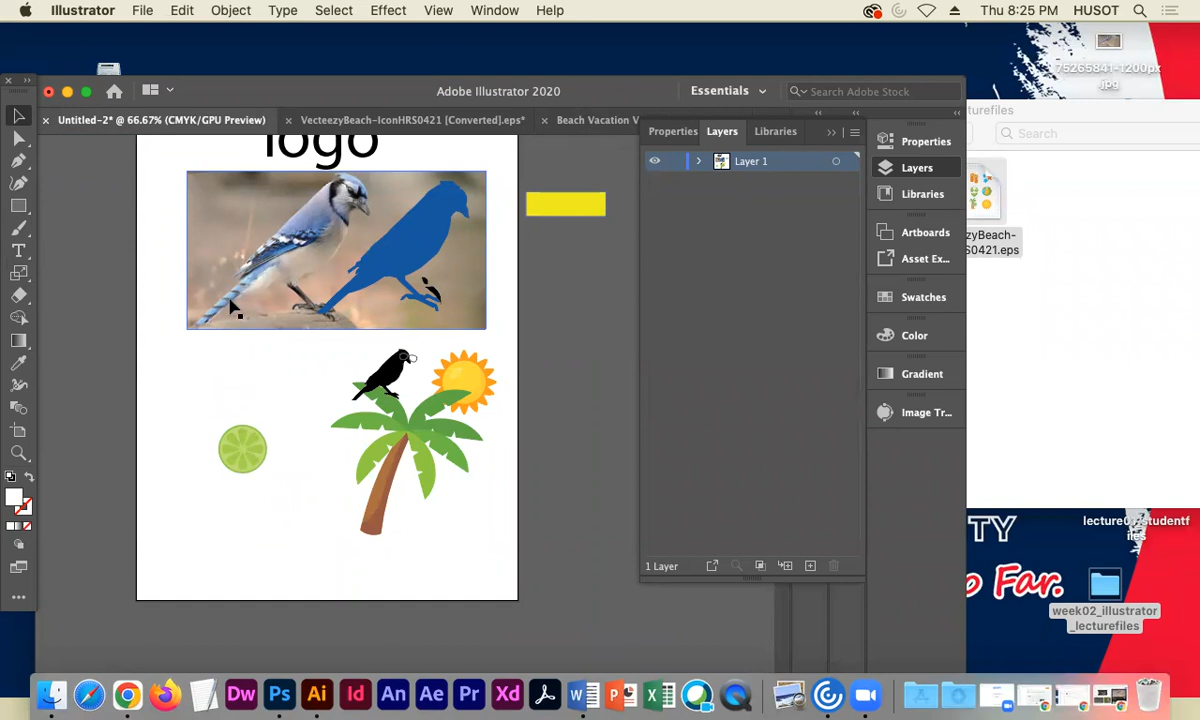 Illustrator File Edit Object Type Select Effect View Window Help
Thu 8:25 PM HUSOT
75265841-1200px
.jpg
Adobe Illustrator 2020
Essentials
Search Adobe Stock
Untitled-2* @ 66.67% (CMYK/GPU Preview)
VecteezyBeach-IconHRS0421 [Converted].eps*
Beach Vacation V
Search
logo
Properties Layers Libraries
Layer 1
Properties
Layers
Libraries
Artboards
Asset Ex...
Swatches
Color
Gradient
Image Tr...
zyBeach-
S0421.eps
1 Layer
TY
o Far.
week02_illustrator
_lecturefiles
Dw Ps Ai Id An Ae Pr Xd